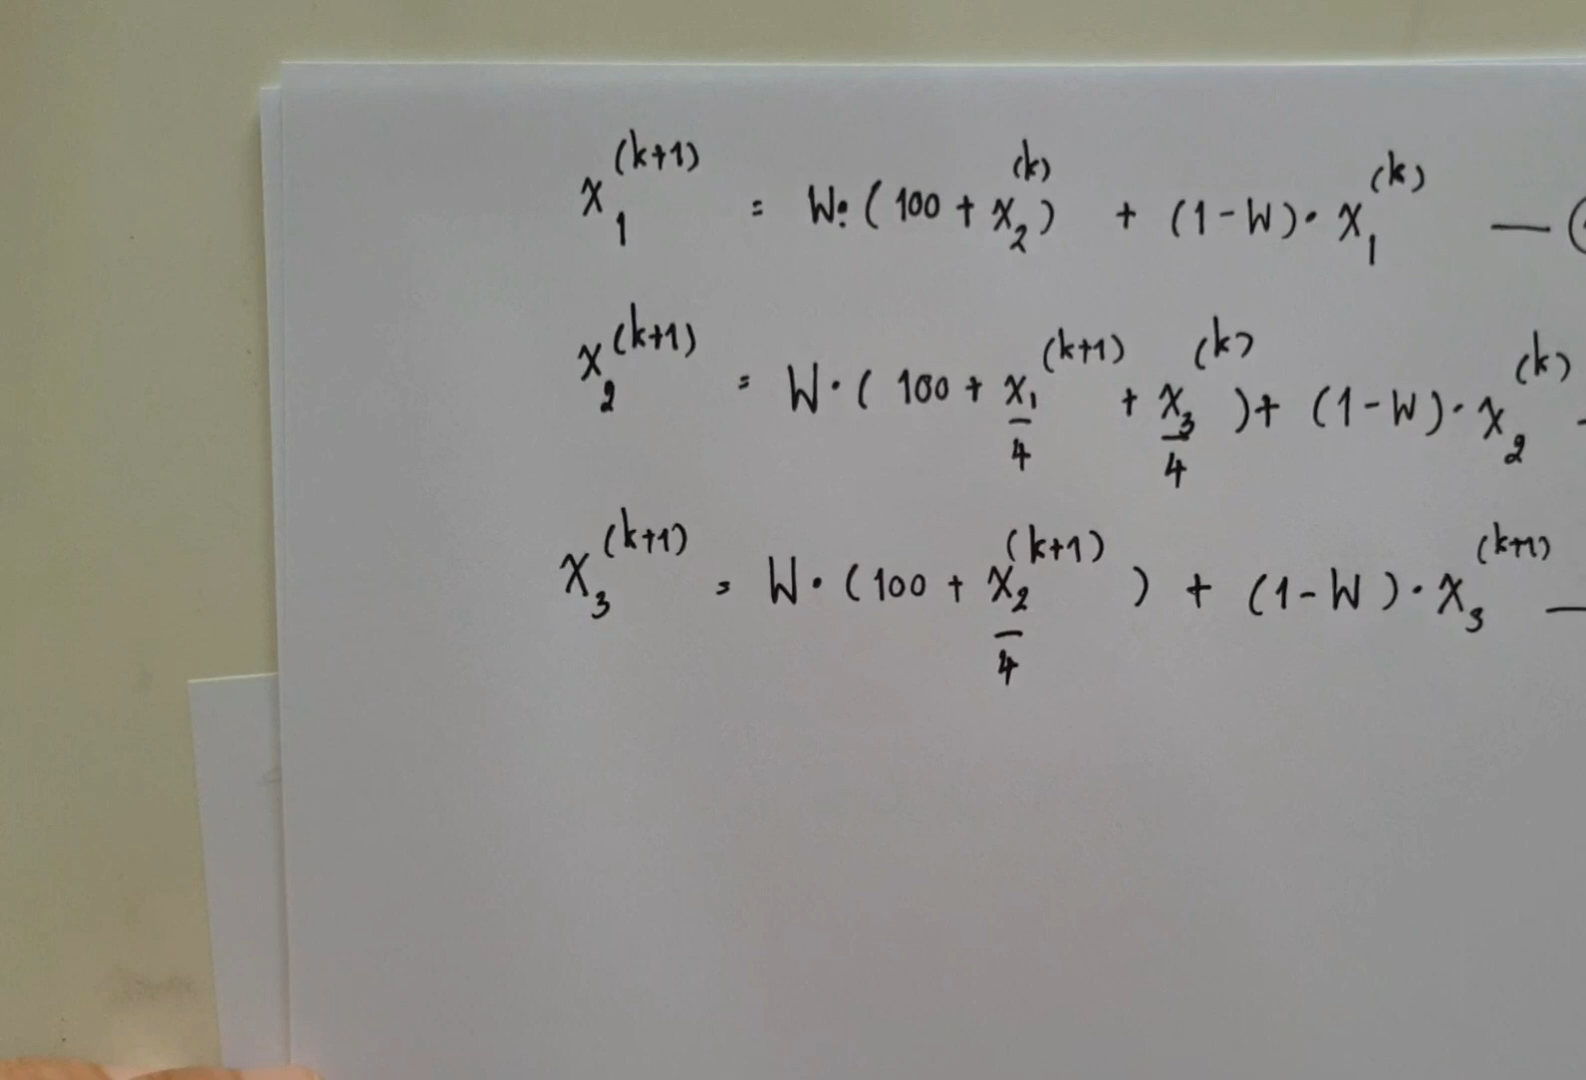 x₁^(k+1) = W·(100 + x₂^(k)) + (1-W)·x₁^(k) —
x₂^(k+1) = W·(100 + x₁^(k+1)/4 + x₃^(k)/4) + (1-W)·x₂^(k) -
x₃^(k+1) = W·(100 + x₂^(k+1)/4) + (1-W)·x₃^(k+1) —